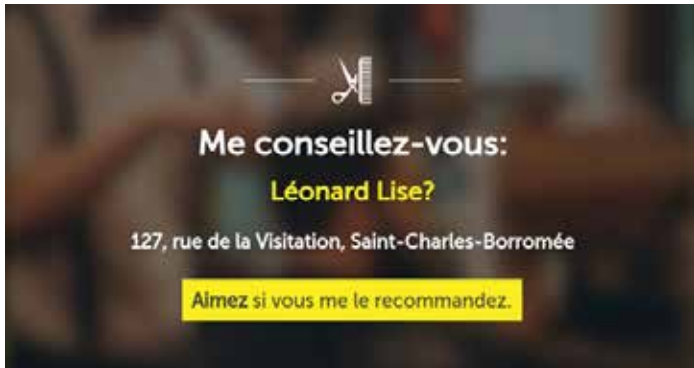 Me conseillez-vous:
Léonard Lise?
127, rue de la Visitation, Saint-Charles-Borromée
Aimez si vous me le recommandez.